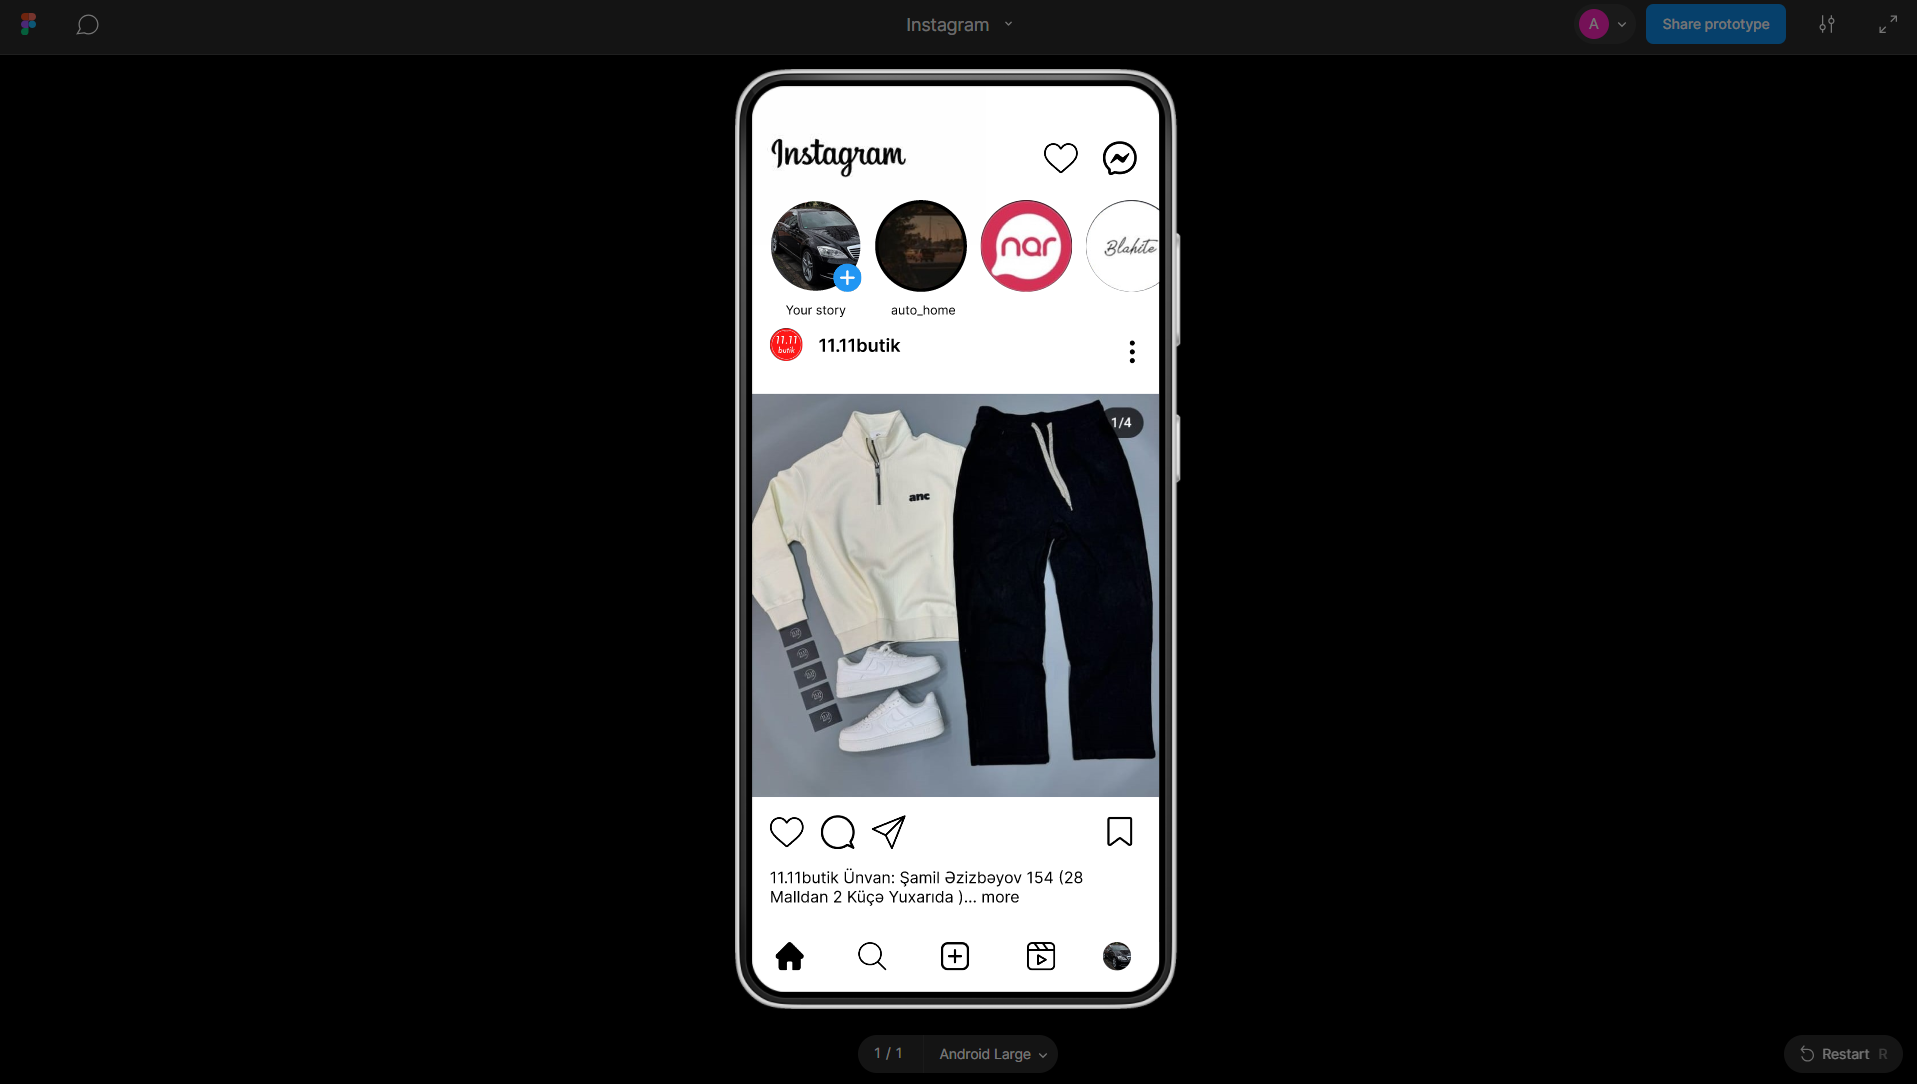 Instagram
A
Share prototype
Instagram
nar
Blahite
Your story
auto_home
11.11
butik
11.11butik
1/4
anc
11.11butik Ünvan: Şamil Əzizbəyov 154 (28
Malldan 2 Küçə Yuxarıda )... more
1 / 1
Android Large
Restart R